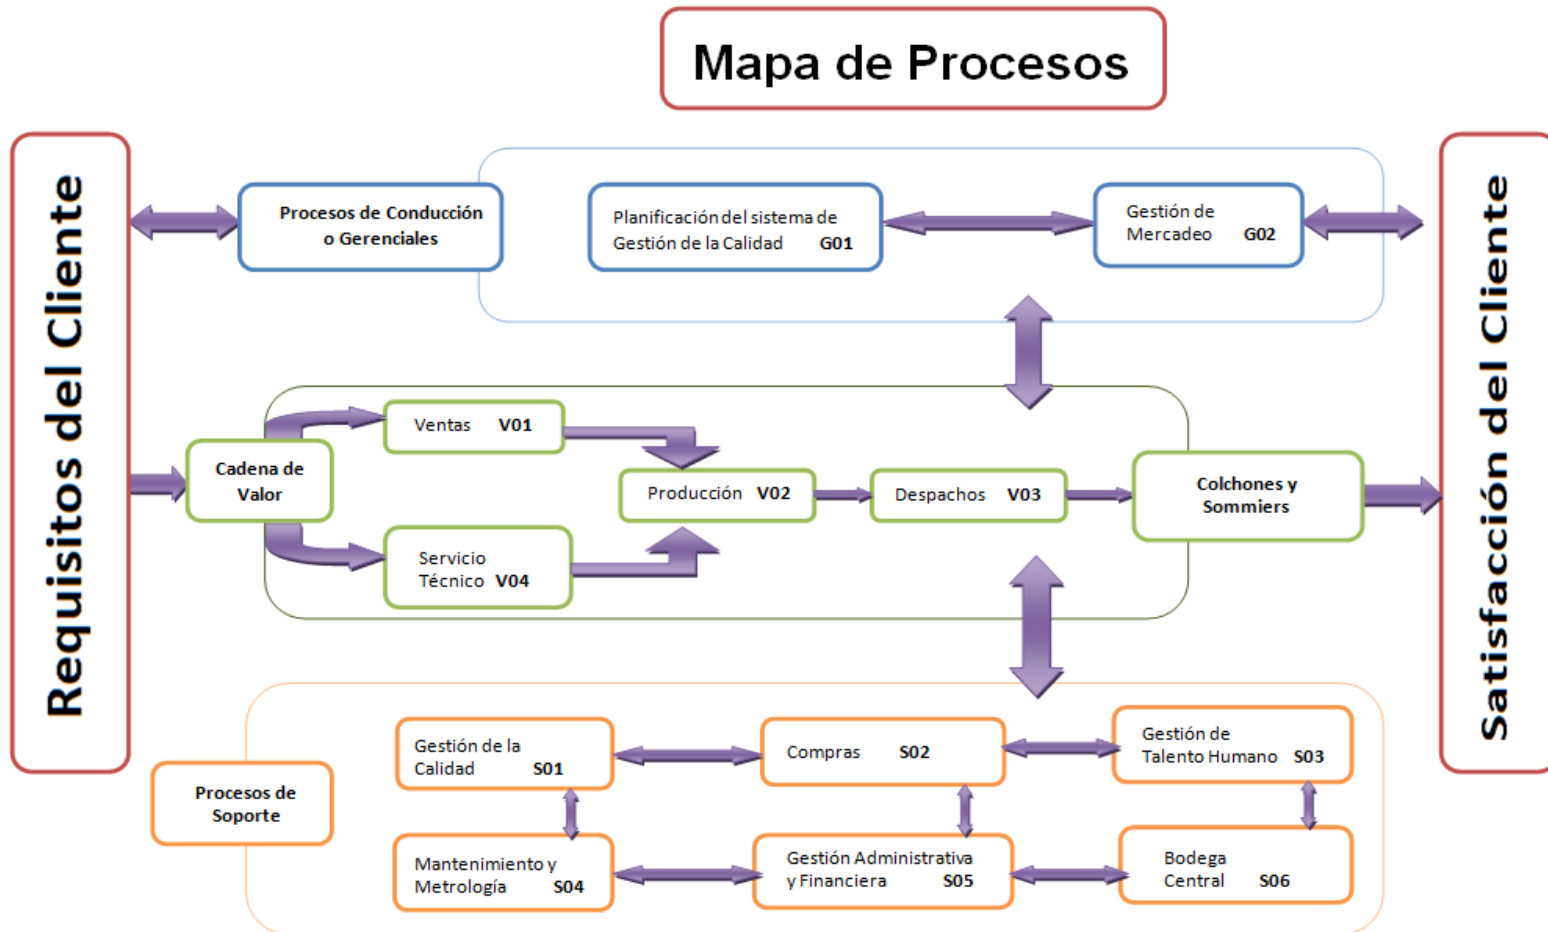 Mapa de Procesos
Requisitos del Cliente
Procesos de Conducción
o Gerenciales
Planificación del sistema de
Gestión de la Calidad G01
Gestión de
Mercadeo G02
Cadena de
Valor
Ventas V01
Servicio
Técnico V04
Producción V02
Despachos V03
Colchones y
Sommiers
Procesos de
Soporte
Gestión de la
Calidad S01
Compras S02
Gestión de
Talento Humano S03
Mantenimiento y
Metrología S04
Gestión Administrativa
y Financiera S05
Bodega
Central S06
Satisfacción del Cliente